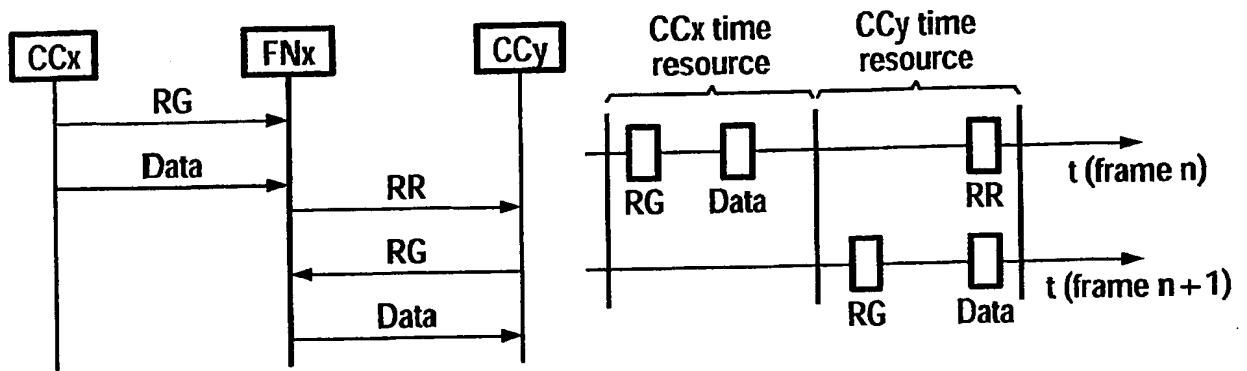 CCx
FNx
CCy
RG
Data
RR
RG
Data
CCx time
resource
CCy time
resource
RG
Data
RR
t (frame n)
RG
Data
t (frame n + 1)